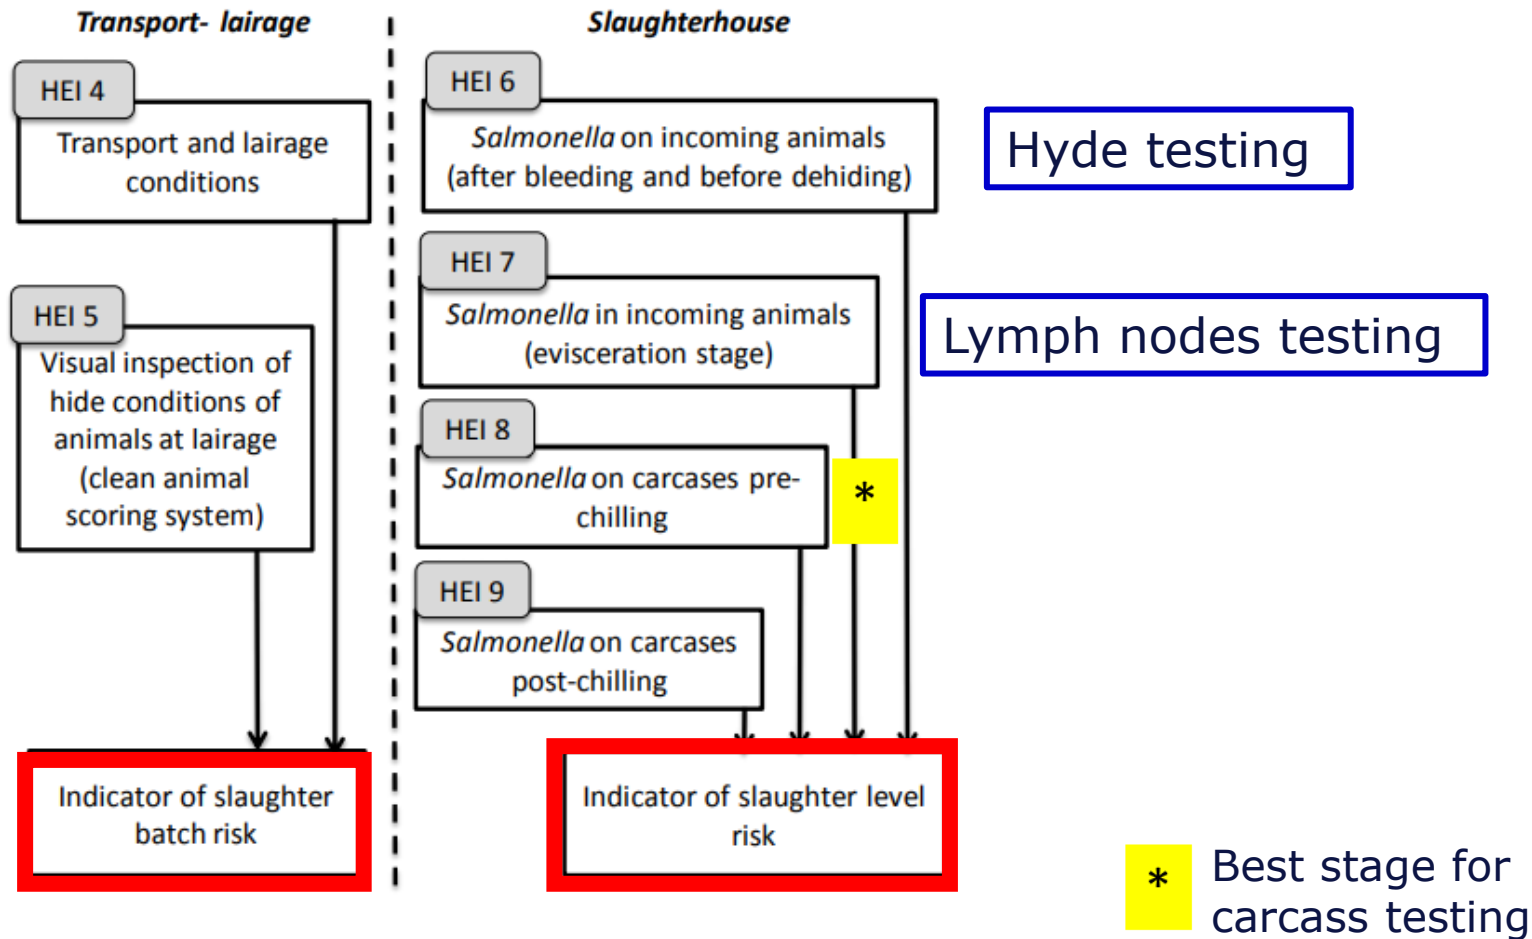 Transport- lairage
HEI 4
Transport and lairage
conditions
HEI 5
Visual inspection of
hide conditions of
animals at lairage
(clean animal
scoring system)
Indicator of slaughter
batch risk
Slaughterhouse
HEI 6
Salmonella on incoming animals
(after bleeding and before dehiding)
Hyde testing
HEI 7
Salmonella in incoming animals
(evisceration stage)
Lymph nodes testing
HEI 8
Salmonella on carcases pre-
chilling
*
HEI 9
Salmonella on carcases
post-chilling
Indicator of slaughter level
risk
* Best stage for
carcass testing